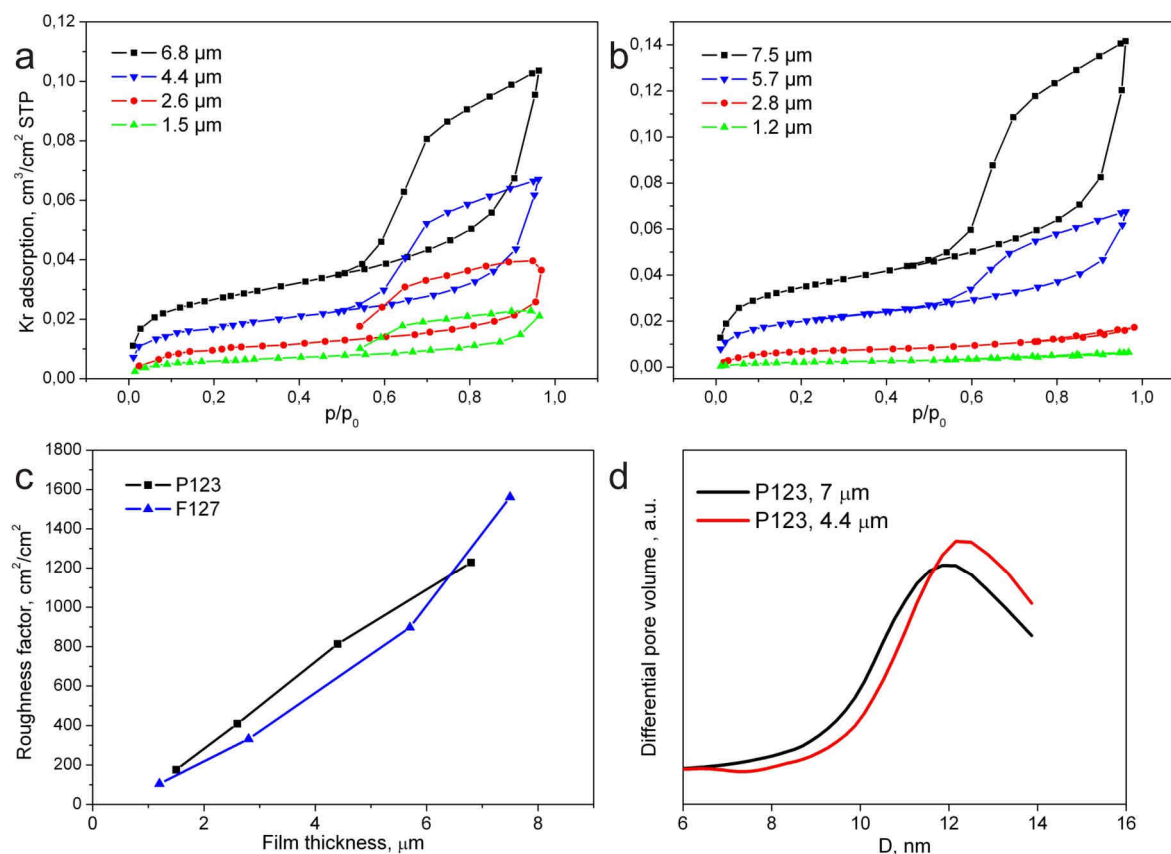 a
6.8 µm
4.4 µm
2.6 µm
1.5 µm
Kr adsorption, cm³/cm² STP
0,12
0,10
0,08
0,06
0,04
0,02
0,00
0,0 0,2 0,4 0,6 0,8 1,0
p/p₀
b
7.5 µm
5.7 µm
2.8 µm
1.2 µm
0,14
0,12
0,10
0,08
0,06
0,04
0,02
0,00
0,0 0,2 0,4 0,6 0,8 1,0
p/p₀
c
P123
F127
Roughness factor, cm²/cm²
1800
1600
1400
1200
1000
800
600
400
200
0
0 2 4 6 8
Film thickness, µm
d
P123, 7 µm
P123, 4.4 µm
Differential pore volume , a.u.
6 8 10 12 14 16
D, nm